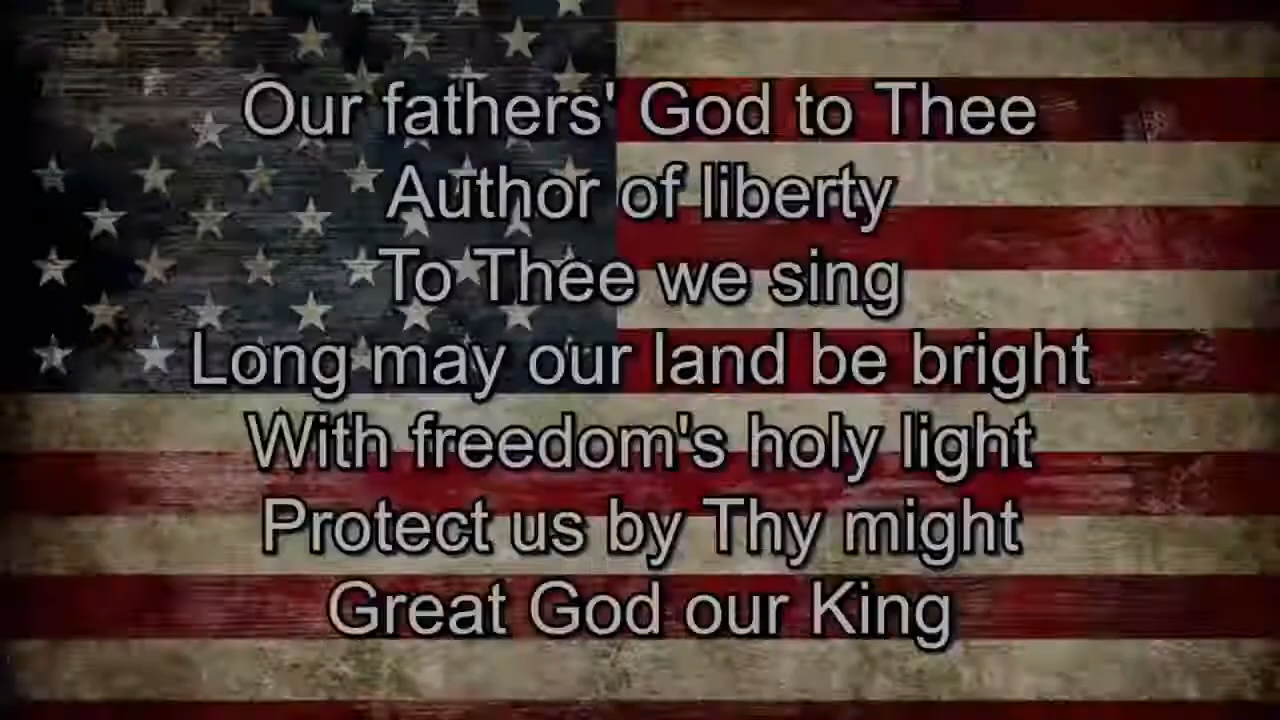 Our fathers' God to Thee
Author of liberty
To Thee we sing
Long may our land be bright
With freedom's holy light
Protect us by Thy might
Great God our King